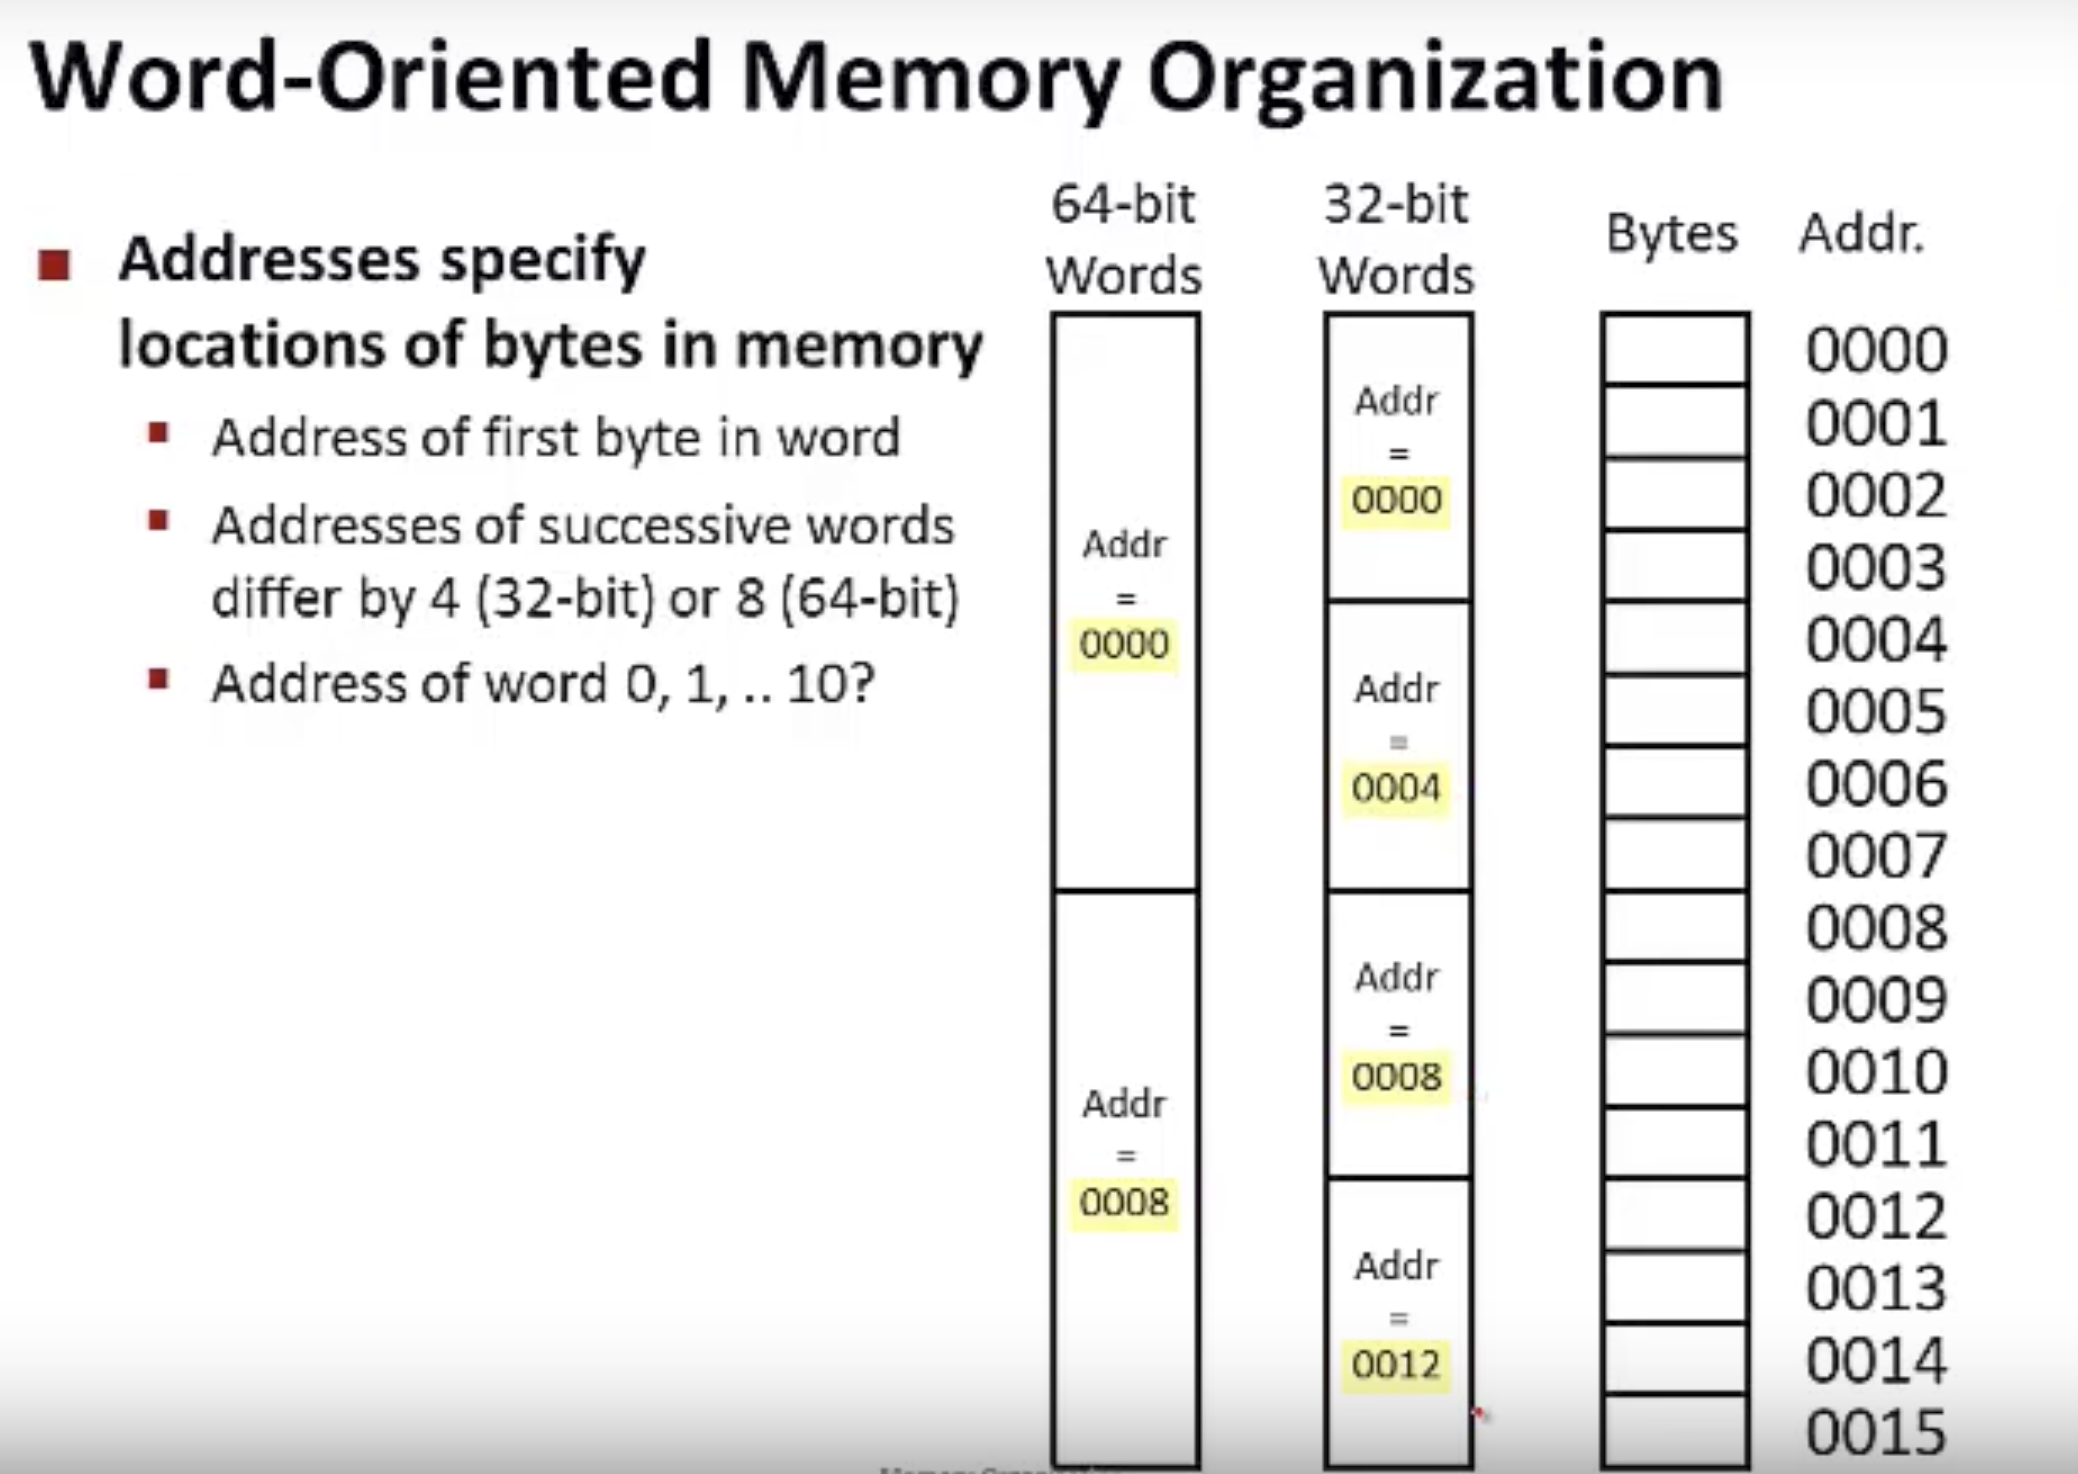 Word-Oriented Memory Organization
Addresses specify
locations of bytes in memory
Address of first byte in word
Addresses of successive words
differ by 4 (32-bit) or 8 (64-bit)
Address of word 0, 1, .. 10?
64-bit
Words
Addr
=
0000
Addr
=
0008
32-bit
Words
Addr
=
0000
Addr
=
0004
Addr
=
0008
Addr
=
0012
Bytes
Addr.
0000
0001
0002
0003
0004
0005
0006
0007
0008
0009
0010
0011
0012
0013
0014
0015